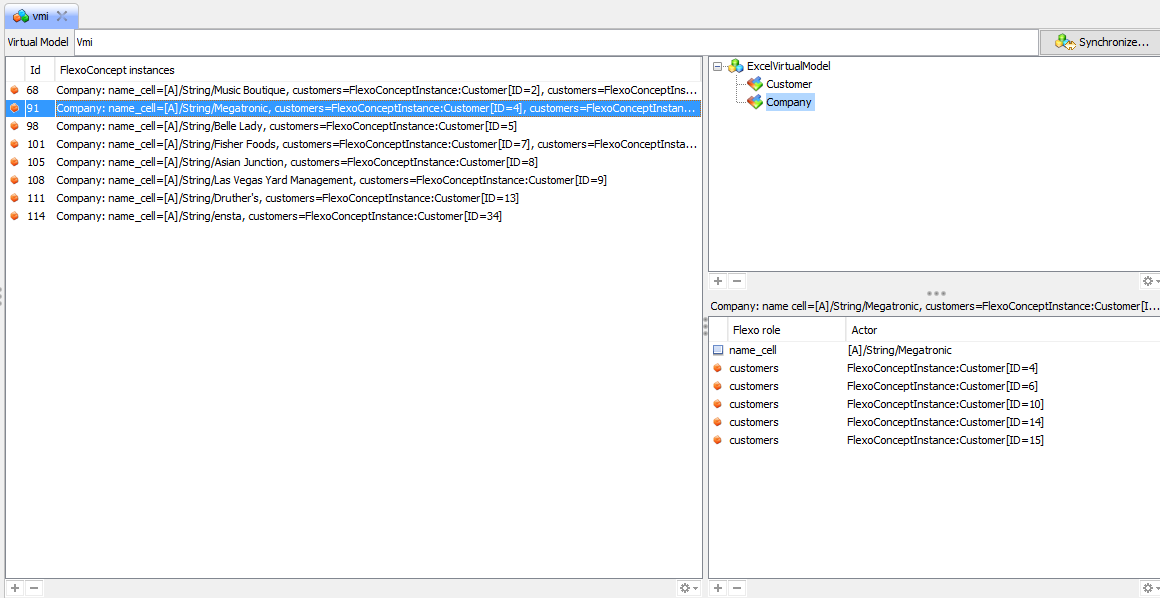 vmi
Virtual Model Vmi Synchronize...
Id FlexoConcept instances
68 Company: name_cell=[A]/String/Music Boutique, customers=FlexoConceptInstance:Customer[ID=2], customers=FlexoConceptIns...
91 Company: name_cell=[A]/String/Megatronic, customers=FlexoConceptInstance:Customer[ID=4], customers=FlexoConceptInstan...
98 Company: name_cell=[A]/String/Belle Lady, customers=FlexoConceptInstance:Customer[ID=5]
101 Company: name_cell=[A]/String/Fisher Foods, customers=FlexoConceptInstance:Customer[ID=7], customers=FlexoConceptInsta...
105 Company: name_cell=[A]/String/Asian Junction, customers=FlexoConceptInstance:Customer[ID=8]
108 Company: name_cell=[A]/String/Las Vegas Yard Management, customers=FlexoConceptInstance:Customer[ID=9]
111 Company: name_cell=[A]/String/Druther's, customers=FlexoConceptInstance:Customer[ID=13]
114 Company: name_cell=[A]/String/ensta, customers=FlexoConceptInstance:Customer[ID=34]
ExcelVirtualModel
Customer
Company
Company: name cell=[A]/String/Megatronic, customers=FlexoConceptInstance:Customer[I...
Flexo role Actor
name_cell [A]/String/Megatronic
customers FlexoConceptInstance:Customer[ID=4]
customers FlexoConceptInstance:Customer[ID=6]
customers FlexoConceptInstance:Customer[ID=10]
customers FlexoConceptInstance:Customer[ID=14]
customers FlexoConceptInstance:Customer[ID=15]